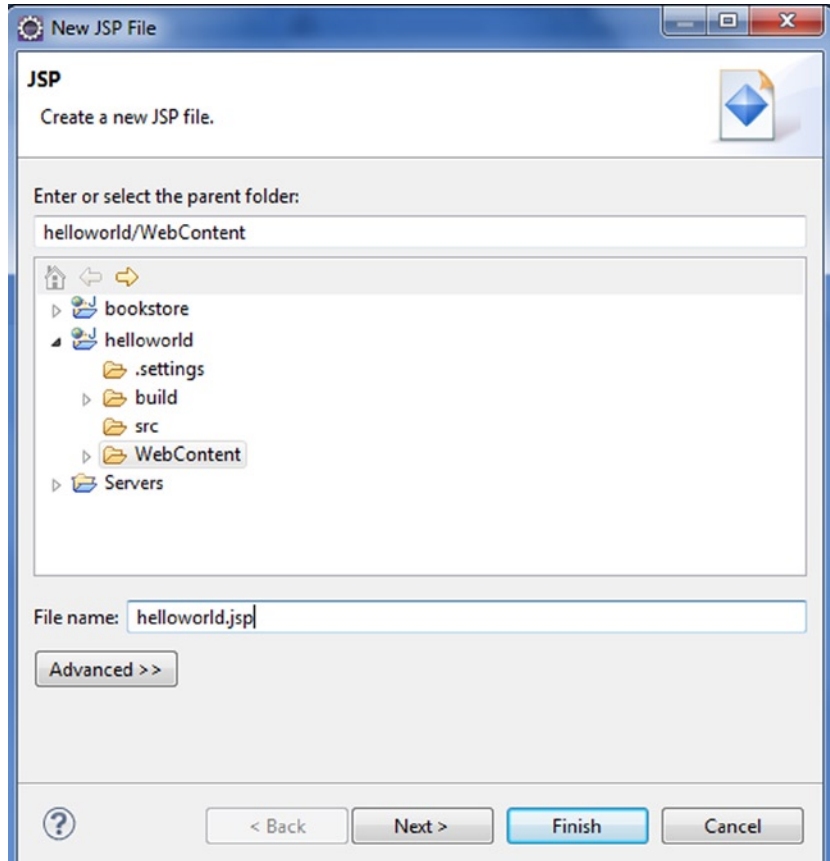 New JSP File
JSP
Create a new JSP file.
Enter or select the parent folder:
helloworld/WebContent
bookstore
helloworld
.settings
build
src
WebContent
Servers
File name: helloworld.jsp
Advanced >>
? < Back Next > Finish Cancel